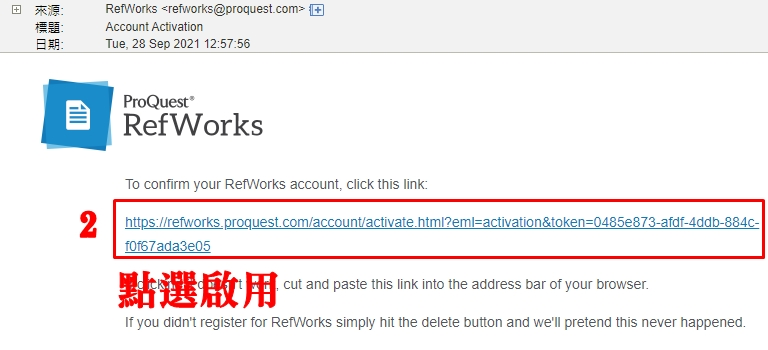 來源: RefWorks <refworks@proquest.com>
標題: Account Activation
日期: Tue, 28 Sep 2021 12:57:56
ProQuest®
RefWorks
To confirm your RefWorks account, click this link:
2
https://refworks.proquest.com/account/activate.html?eml=activation&token=0485e873-afdf-4ddb-884c-
f0f67ada3e05
點選啟用
cut and paste this link into the address bar of your browser.
If you didn't register for RefWorks simply hit the delete button and we'll pretend this never happened.